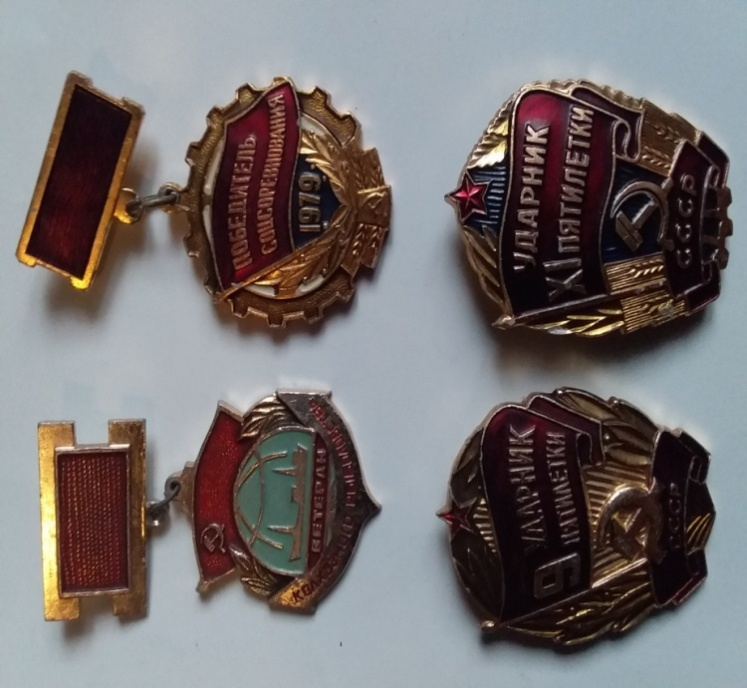 ПОБЕДИТЕЛЬ
СОЦСОРЕВНОВАНИЯ
1979
УДАРНИК
XI ПЯТИЛЕТКИ
СССР
ВЕТЕРАН
УДАРНИК
9 ПЯТИЛЕТКИ
СССР